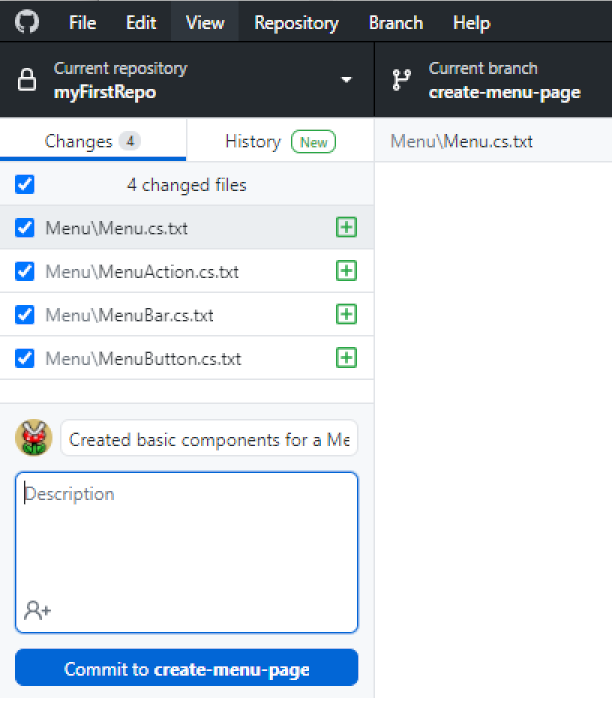 File Edit View Repository Branch Help
Current repository
myFirstRepo
Current branch
create-menu-page
Changes 4
History New
Menu\Menu.cs.txt
4 changed files
Menu\Menu.cs.txt
Menu\MenuAction.cs.txt
Menu\MenuBar.cs.txt
Menu\MenuButton.cs.txt
Created basic components for a Me
Description
Commit to create-menu-page